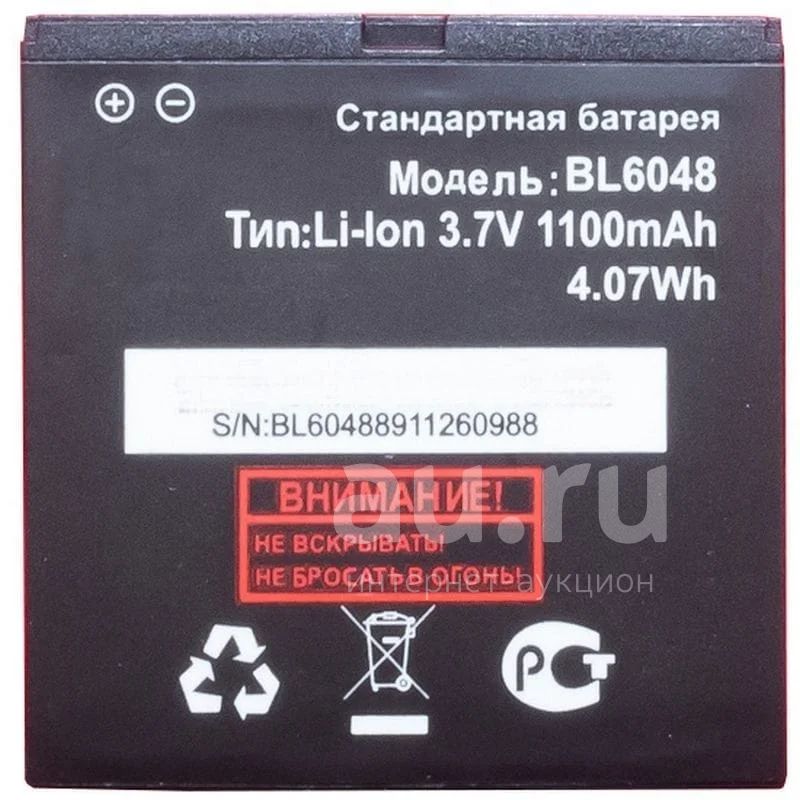 Стандартная батарея
Модель: BL6048
Тип:Li-Ion 3.7V 1100mAh
4.07Wh
S/N:BL60488911260988
ВНИМАНИЕ!
НЕ ВСКРЫВАТЬ!
НЕ БРОСАТЬ В ОГОНЬ!
au.ru
интернет-аукцион
РСТ